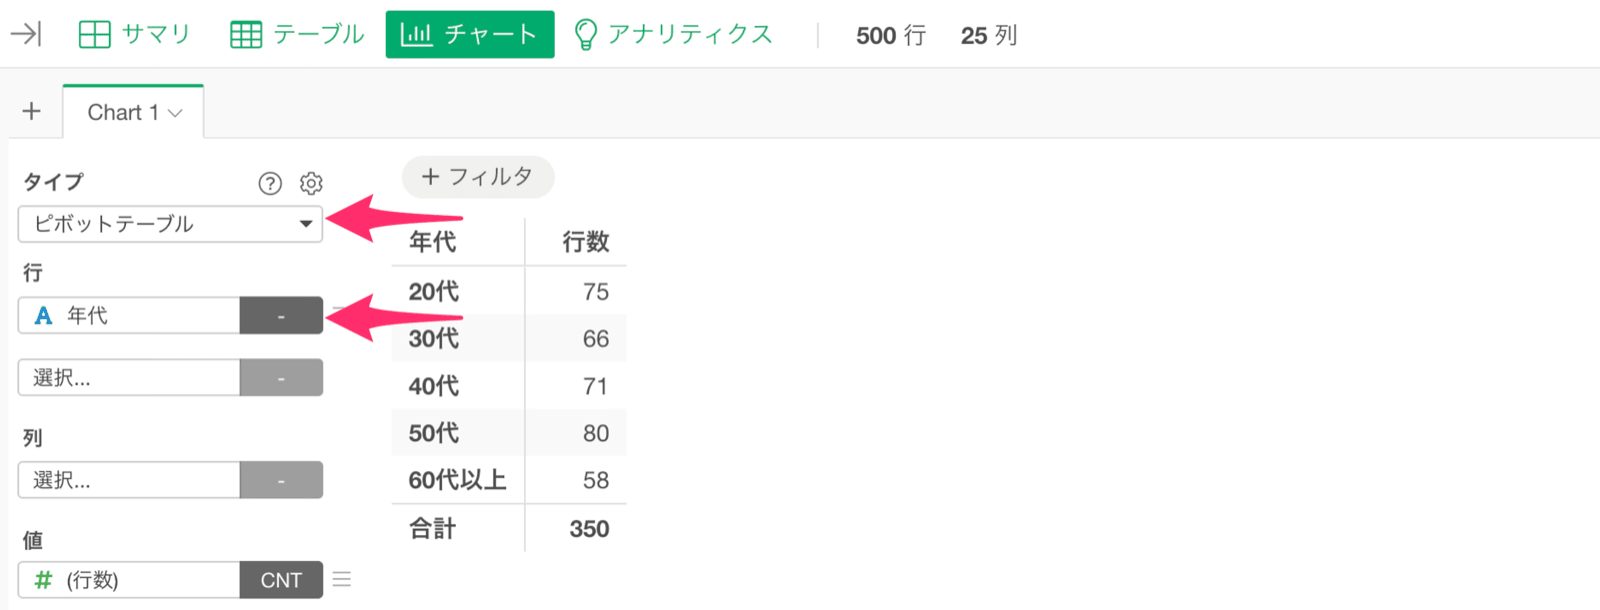 サマリ テーブル チャート アナリティクス 500 行 25 列
+ Chart 1
タイプ ?
+ フィルタ
ピボットテーブル
行
A 年代 -
選択... -
列
選択... -
値
# (行数) CNT
年代 行数
20代 75
30代 66
40代 71
50代 80
60代以上 58
合計 350